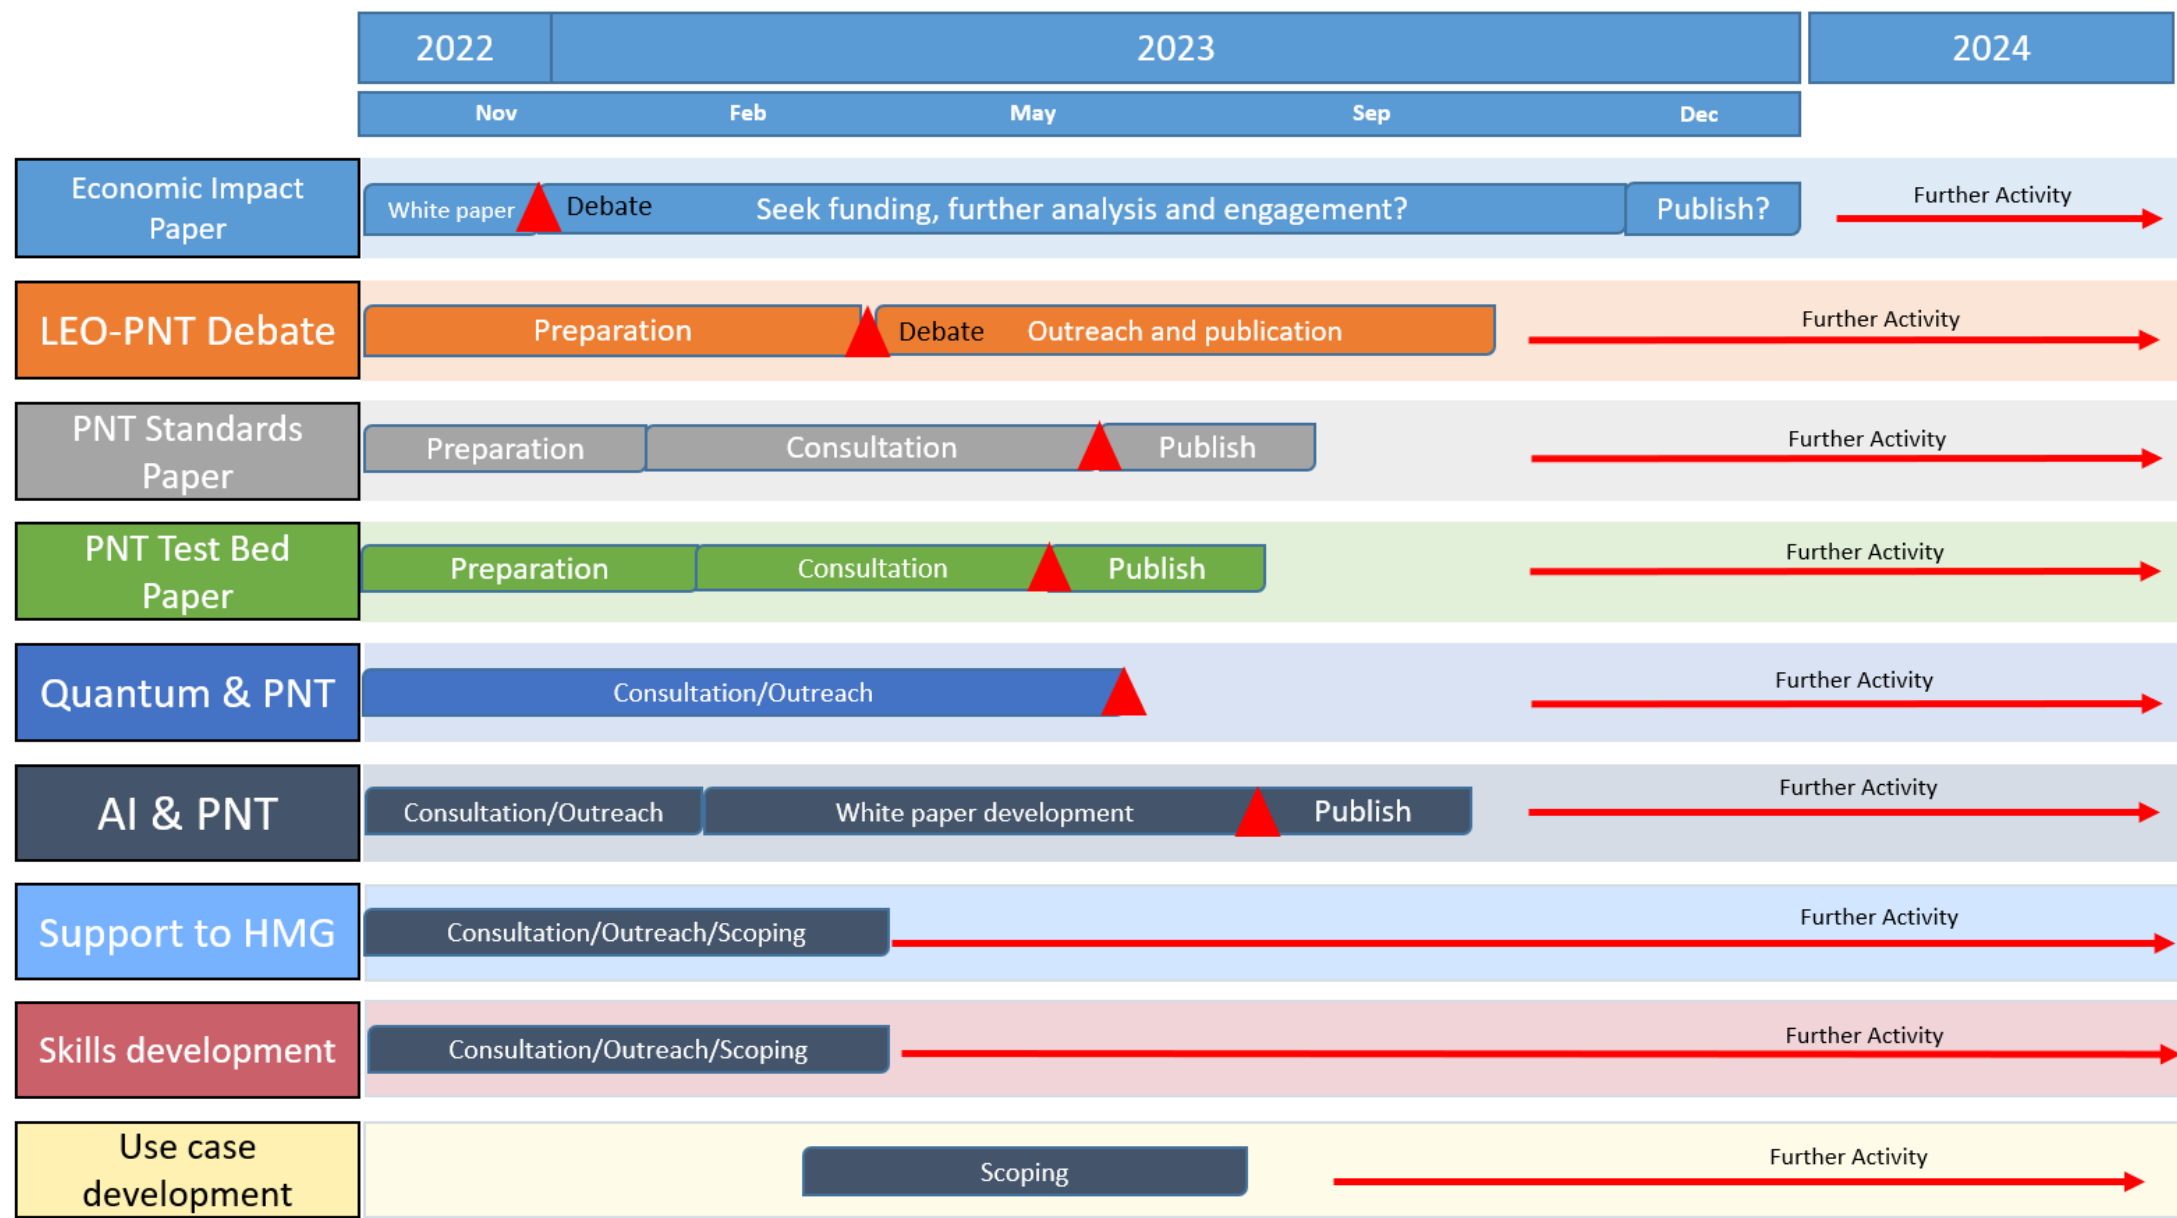 2022 2023 2024
Nov Feb May Sep Dec
Economic Impact
Paper
White paper Debate Seek funding, further analysis and engagement? Publish? Further Activity
LEO-PNT Debate
Preparation Debate Outreach and publication Further Activity
PNT Standards
Paper
Preparation Consultation Publish Further Activity
PNT Test Bed
Paper
Preparation Consultation Publish Further Activity
Quantum & PNT
Consultation/Outreach Further Activity
AI & PNT
Consultation/Outreach White paper development Publish Further Activity
Support to HMG
Consultation/Outreach/Scoping Further Activity
Skills development
Consultation/Outreach/Scoping Further Activity
Use case
development
Scoping Further Activity